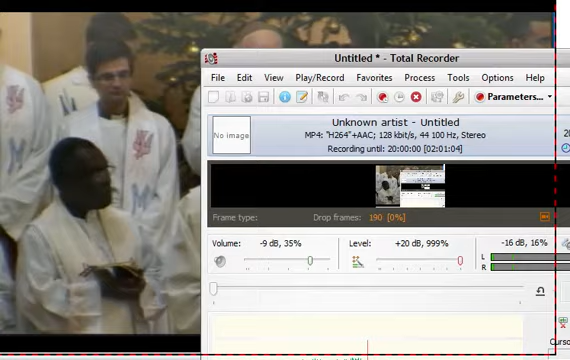 Untitled * - Total Recorder
File Edit View Play/Record Favorites Process Tools Options Help
Parameters...
No image
Unknown artist - Untitled
MP4: "H264"+AAC; 128 kbit/s, 44 100 Hz, Stereo
Recording until: 20:00:00 [02:01:04]
20
Frame type: Drop frames: 190 [0%]
Volume: -9 dB, 35% Level: +20 dB, 999% -16 dB, 16%
L
R
Curso